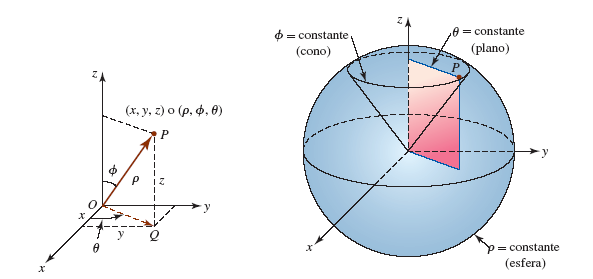 z
(x, y, z) o (ρ, ϕ, θ)
P
ϕ
ρ
z
O
x
y
y
Q
θ
x
z
ϕ = constante
(cono)
θ = constante
(plano)
P
y
x
ρ = constante
(esfera)